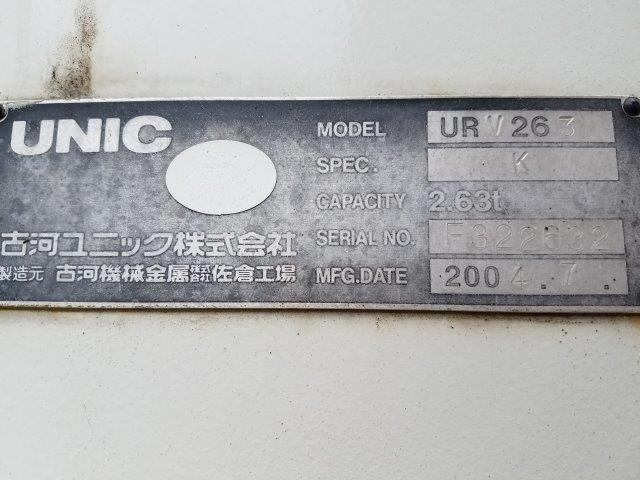 UNIC
MODEL URV263
SPEC. K
CAPACITY 2.63t
SERIAL NO. F322632
MFG.DATE 2004.7.
古河ユニック株式会社
製造元 古河機械金属株式会社佐倉工場